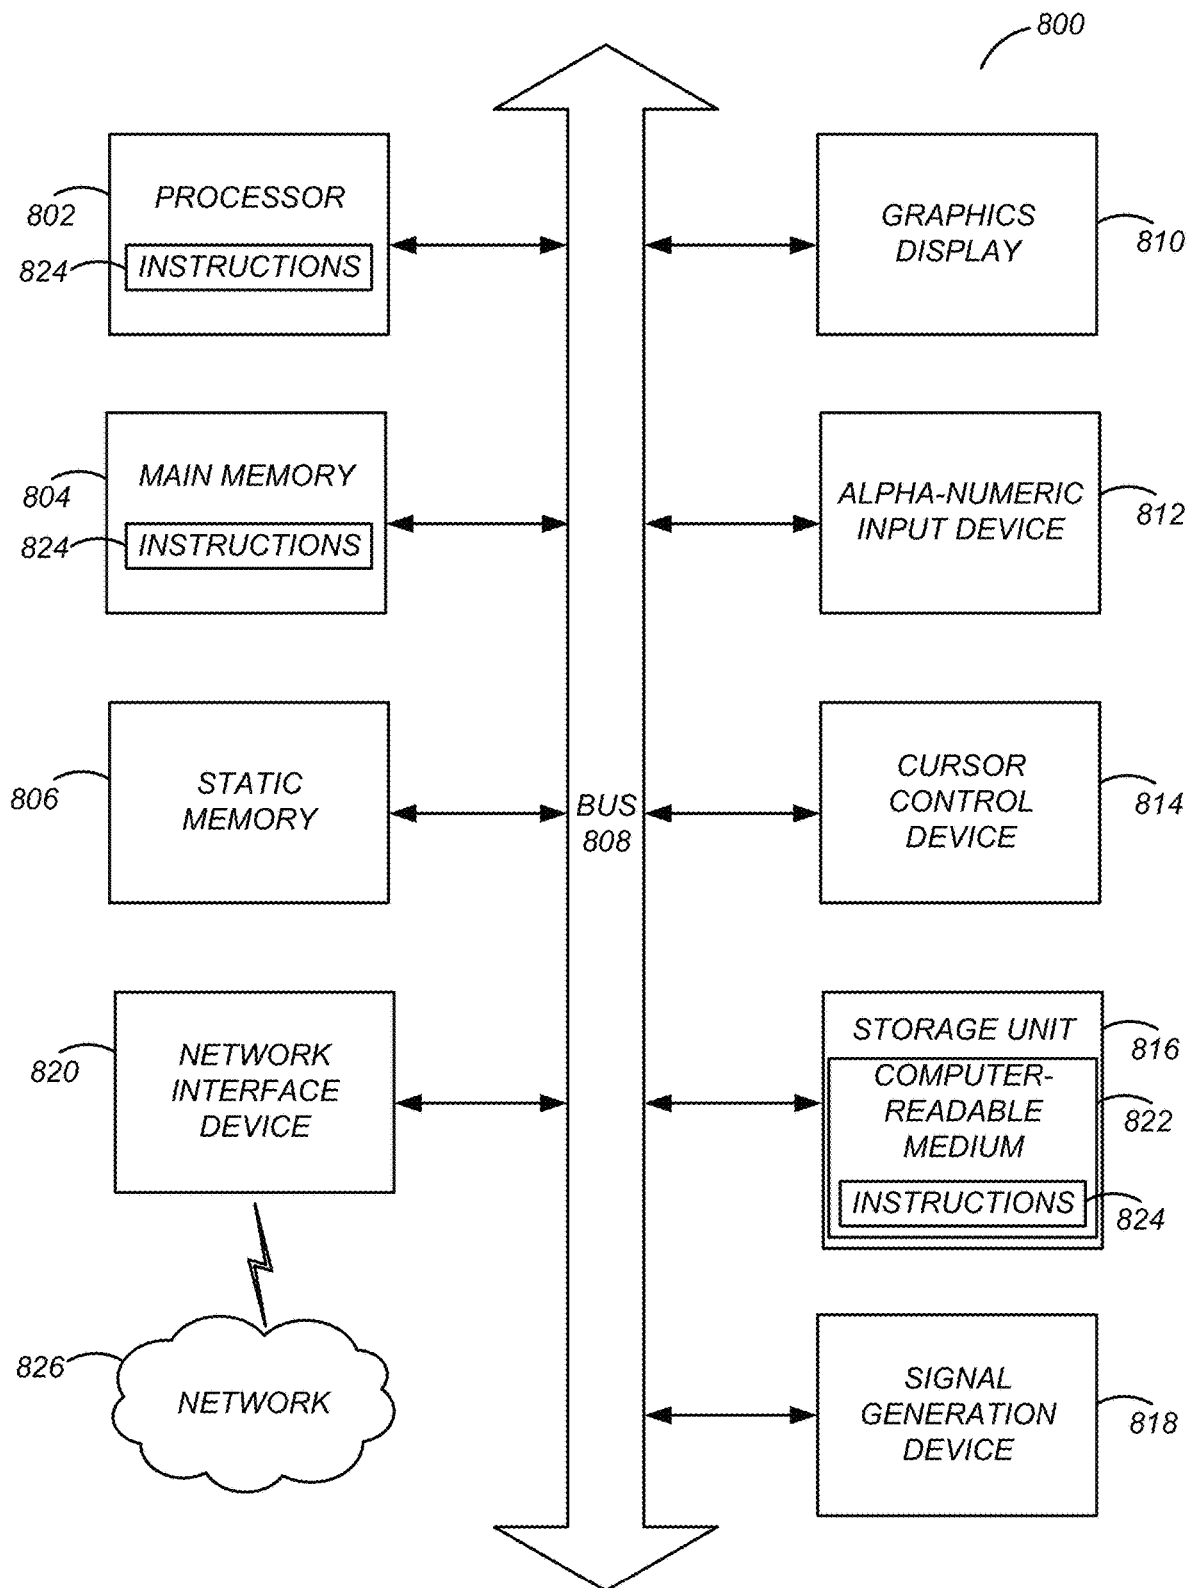 800
PROCESSOR
802
824
INSTRUCTIONS
GRAPHICS
DISPLAY
810
MAIN MEMORY
804
824
INSTRUCTIONS
ALPHA-NUMERIC
INPUT DEVICE
812
STATIC
MEMORY
806
BUS
808
CURSOR
CONTROL
DEVICE
814
820
NETWORK
INTERFACE
DEVICE
STORAGE UNIT
816
COMPUTER-
READABLE
MEDIUM
822
INSTRUCTIONS
824
826
NETWORK
SIGNAL
GENERATION
DEVICE
818